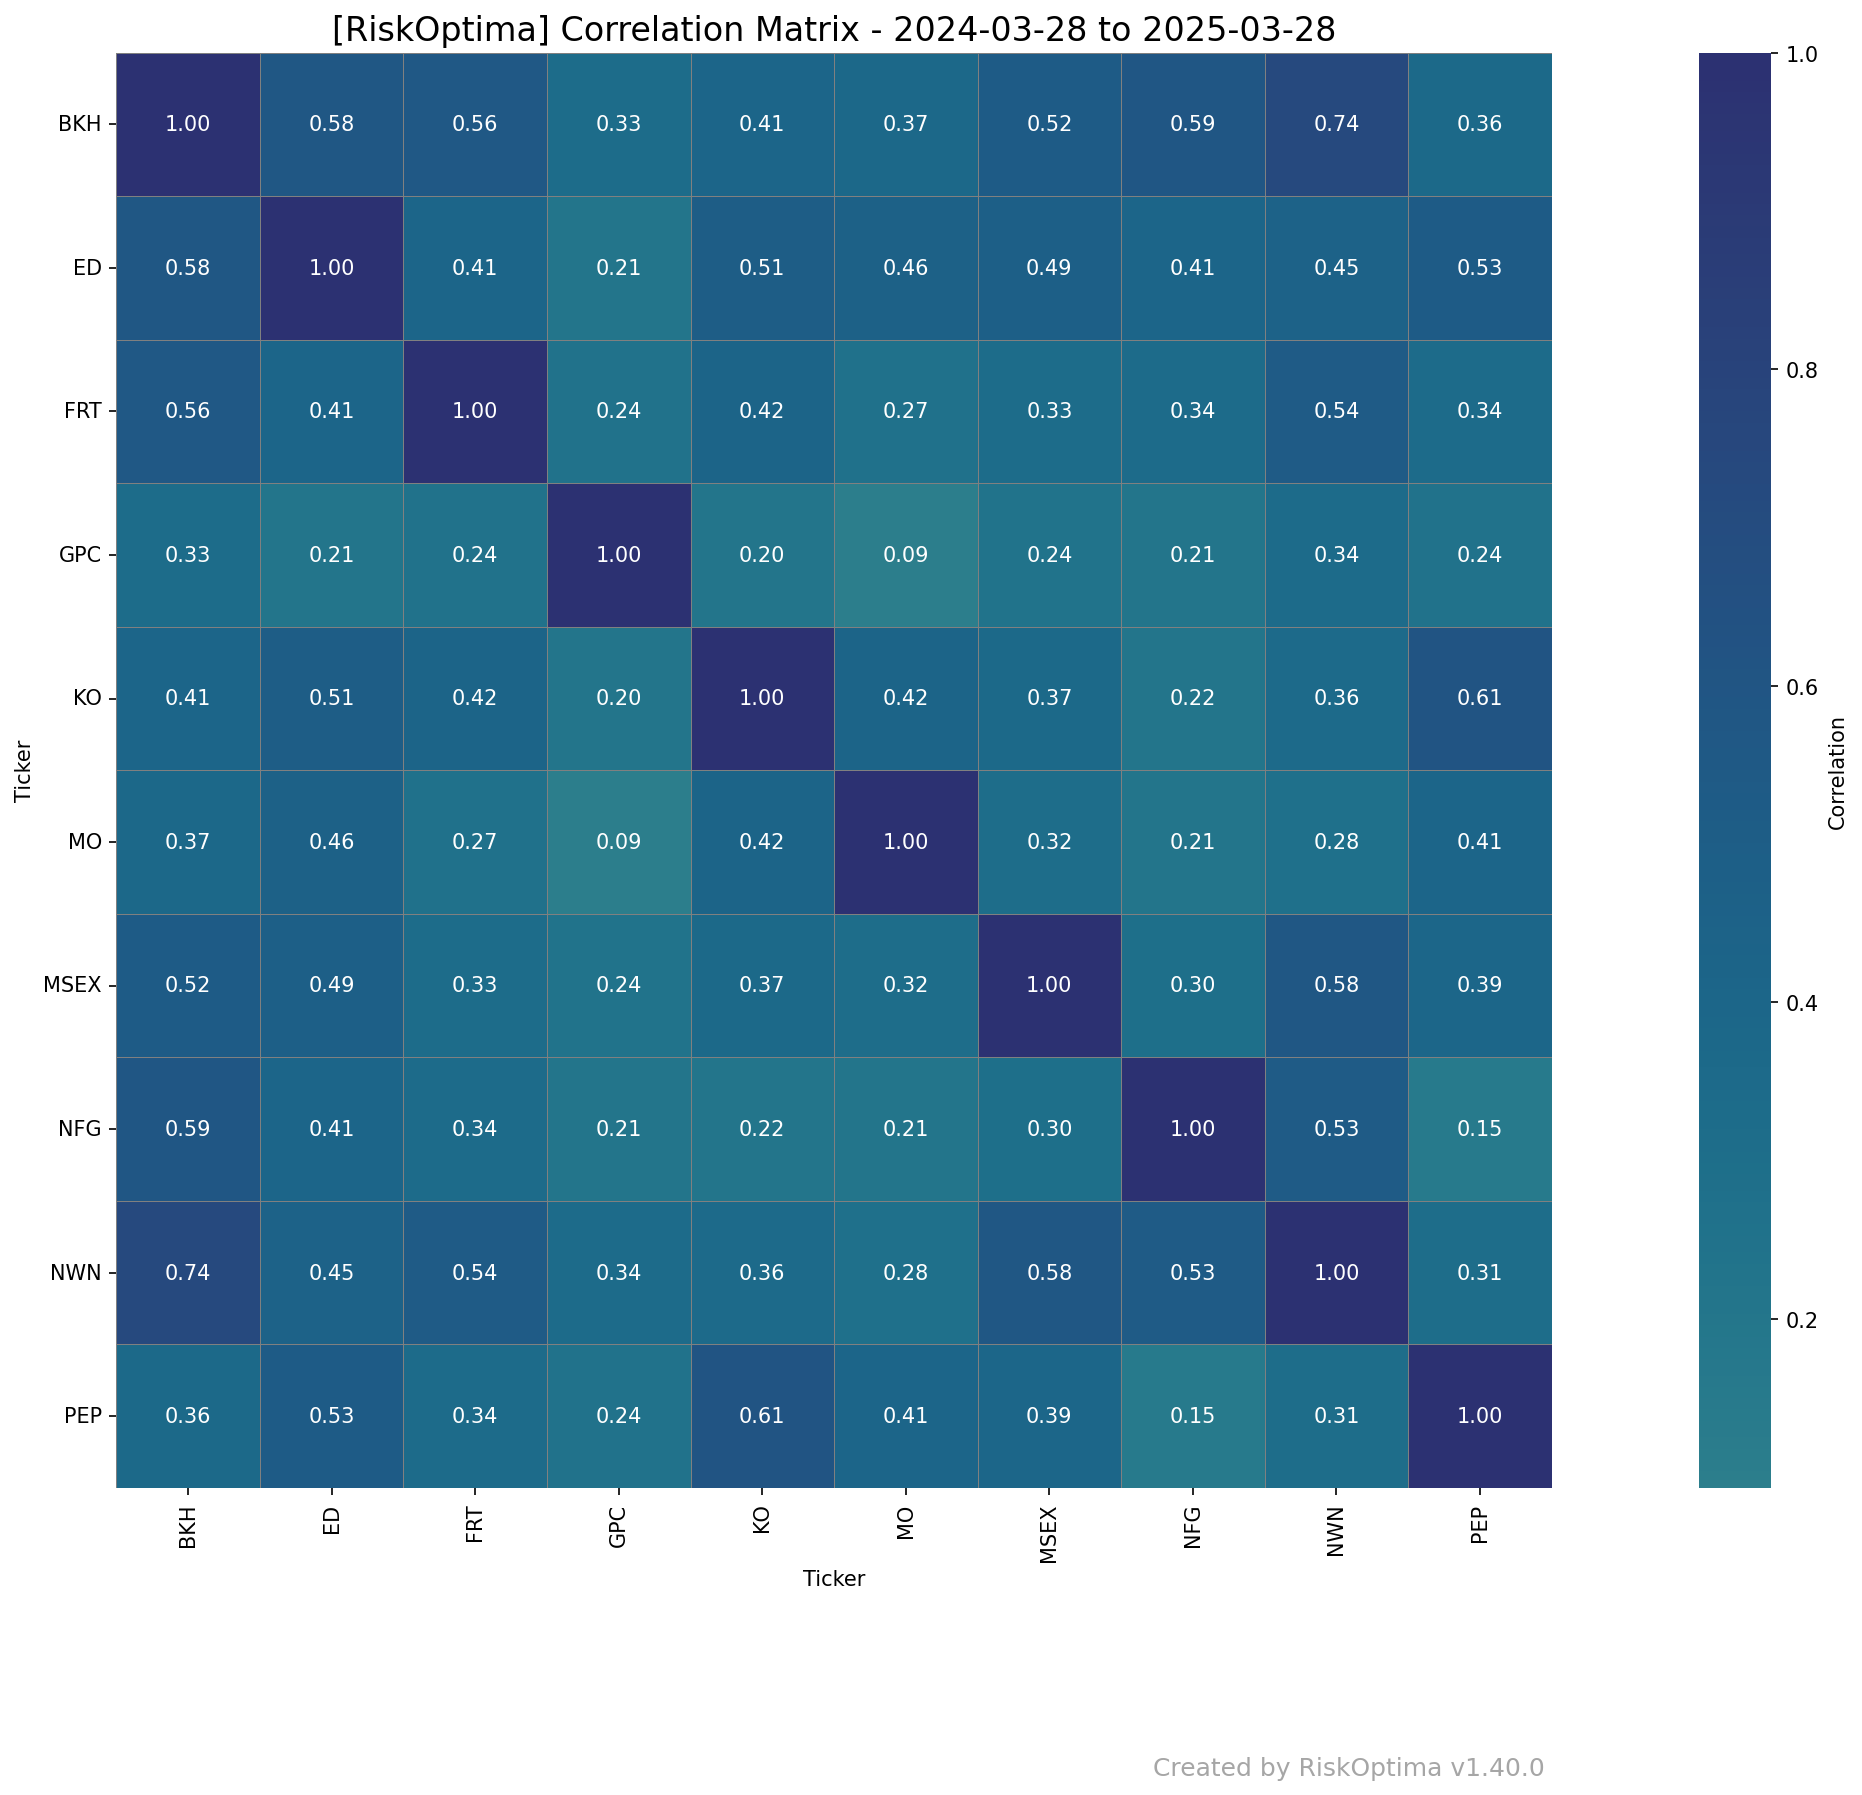 [RiskOptima] Correlation Matrix - 2024-03-28 to 2025-03-28
BKH 1.00 0.58 0.56 0.33 0.41 0.37 0.52 0.59 0.74 0.36
ED 0.58 1.00 0.41 0.21 0.51 0.46 0.49 0.41 0.45 0.53
FRT 0.56 0.41 1.00 0.24 0.42 0.27 0.33 0.34 0.54 0.34
GPC 0.33 0.21 0.24 1.00 0.20 0.09 0.24 0.21 0.34 0.24
KO 0.41 0.51 0.42 0.20 1.00 0.42 0.37 0.22 0.36 0.61
MO 0.37 0.46 0.27 0.09 0.42 1.00 0.32 0.21 0.28 0.41
MSEX 0.52 0.49 0.33 0.24 0.37 0.32 1.00 0.30 0.58 0.39
NFG 0.59 0.41 0.34 0.21 0.22 0.21 0.30 1.00 0.53 0.15
NWN 0.74 0.45 0.54 0.34 0.36 0.28 0.58 0.53 1.00 0.31
PEP 0.36 0.53 0.34 0.24 0.61 0.41 0.39 0.15 0.31 1.00
Ticker
BKH ED FRT GPC KO MO MSEX NFG NWN PEP
Ticker
1.0
0.8
0.6
0.4
0.2
Correlation
Created by RiskOptima v1.40.0